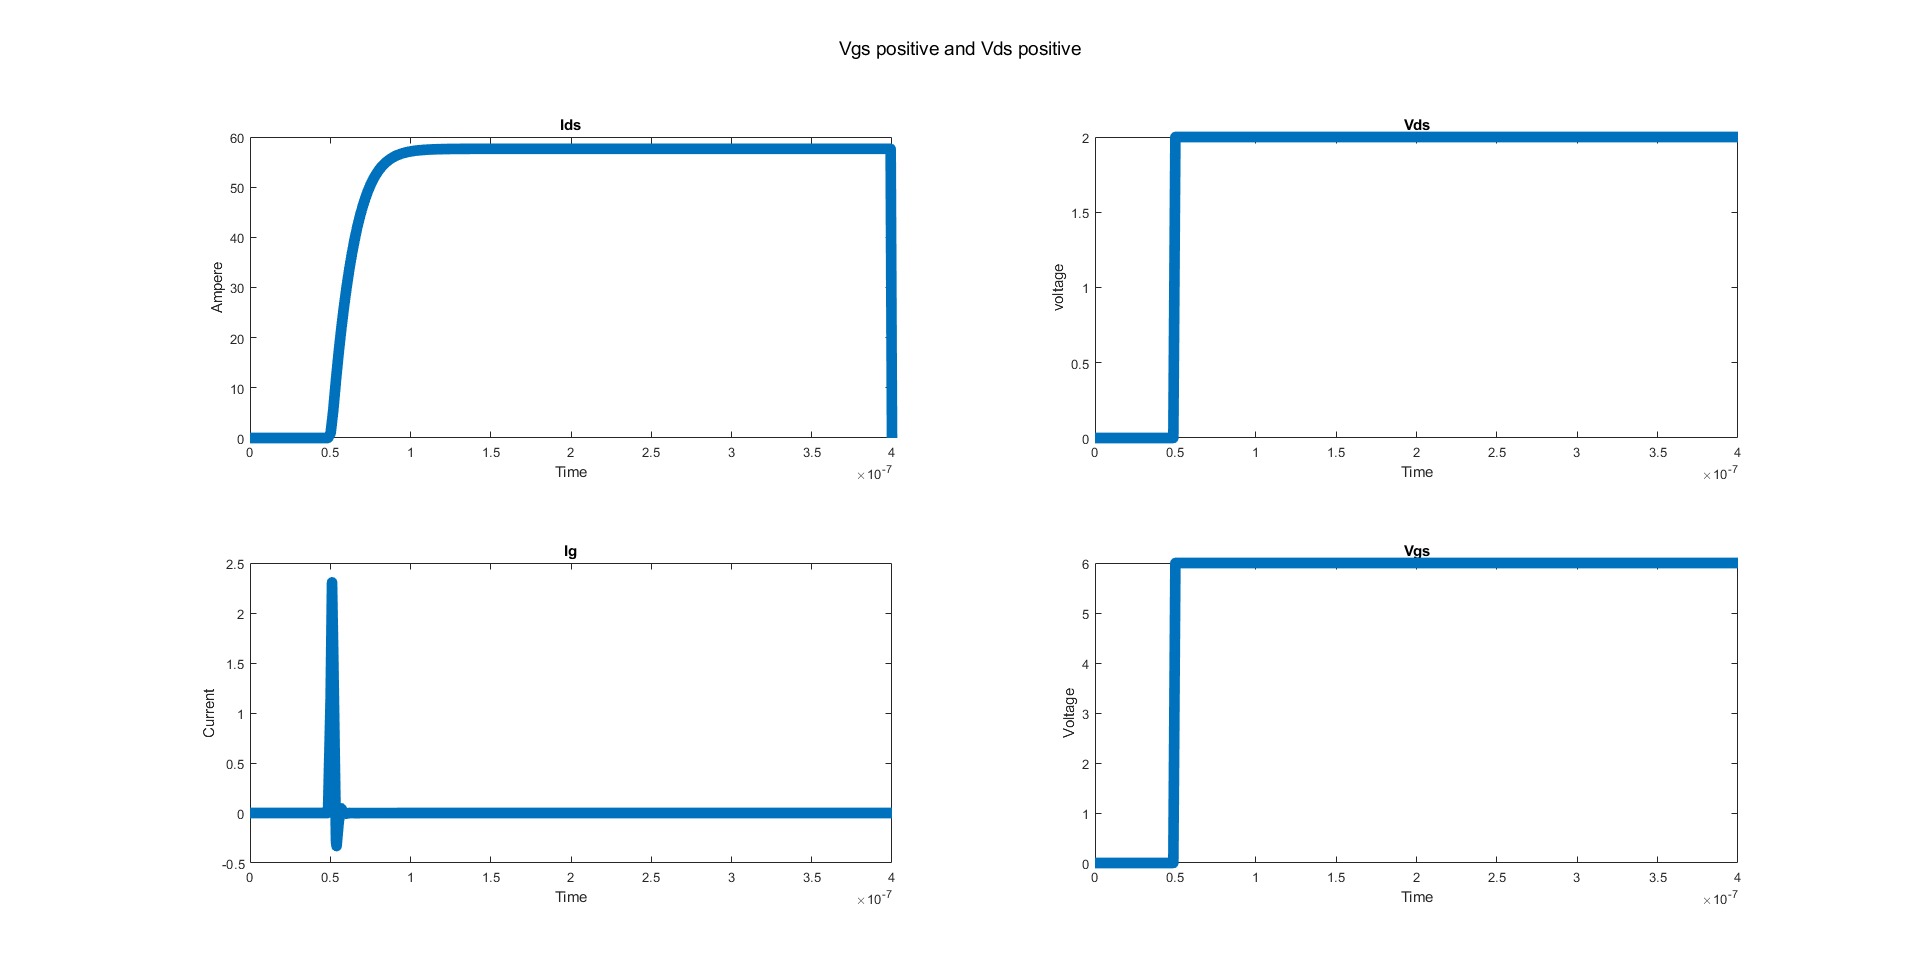 Vgs positive and Vds positive
Ids
60
50
40
30
20
10
0
Ampere
0 0.5 1 1.5 2 2.5 3 3.5 4
Time
×10-7
Vds
2
1.5
1
0.5
0
voltage
0 0.5 1 1.5 2 2.5 3 3.5 4
Time
×10-7
Ig
2.5
2
1.5
1
0.5
0
-0.5
Current
0 0.5 1 1.5 2 2.5 3 3.5 4
Time
×10-7
Vgs
6
5
4
3
2
1
0
Voltage
0 0.5 1 1.5 2 2.5 3 3.5 4
Time
×10-7